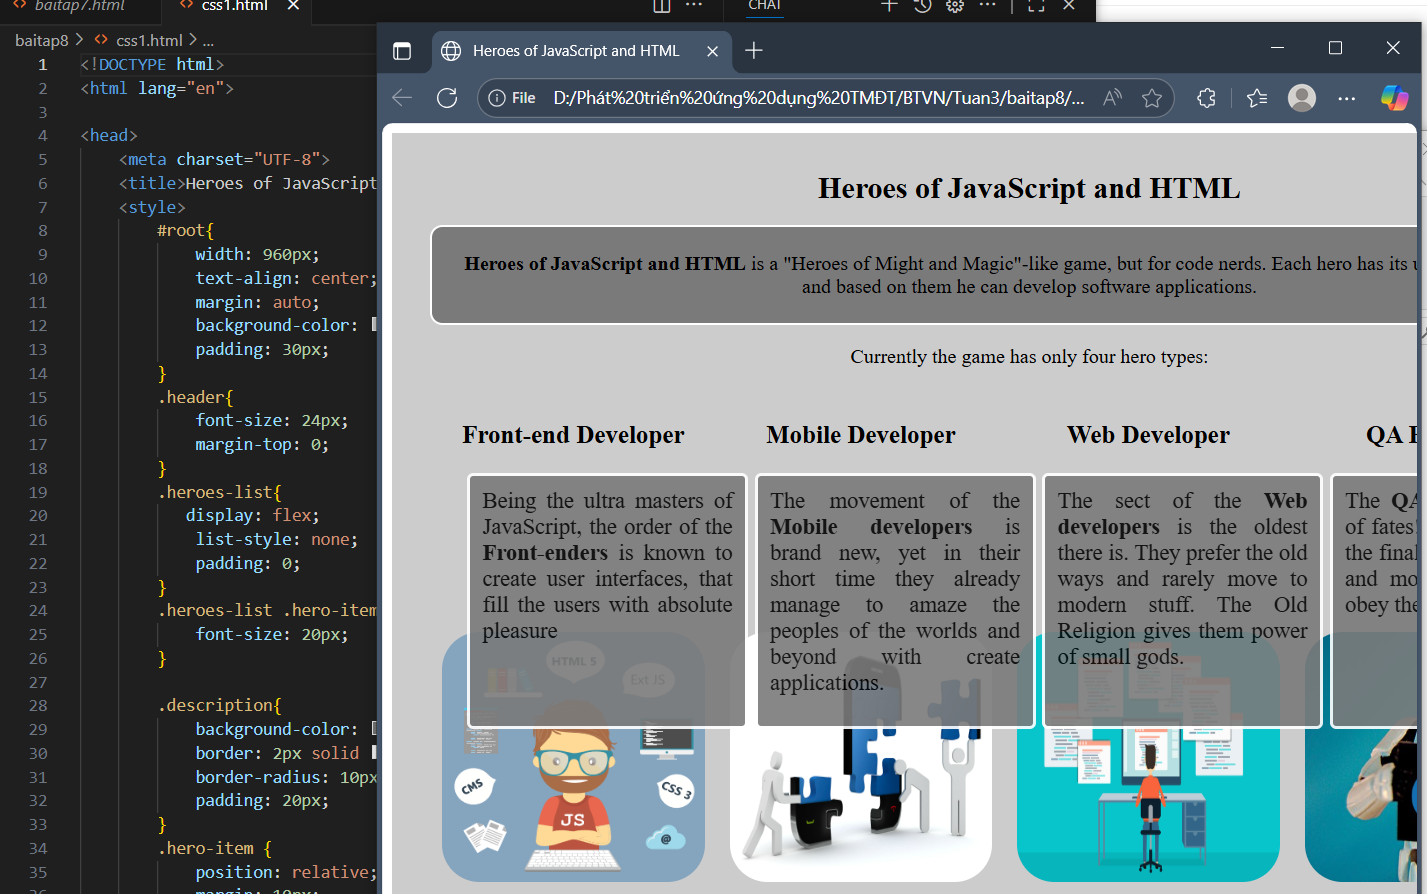 baitap7.html
css1.html
CHAT
baitap8 > css1.html > ...
1 <!DOCTYPE html>
2 <html lang="en">
3
4 <head>
5 <meta charset="UTF-8">
6 <title>Heroes of JavaScript
7 <style>
8 #root{
9 width: 960px;
10 text-align: center;
11 margin: auto;
12 background-color:
13 padding: 30px;
14 }
15 .header{
16 font-size: 24px;
17 margin-top: 0;
18 }
19 .heroes-list{
20 display: flex;
21 list-style: none;
22 padding: 0;
23 }
24 .heroes-list .hero-item
25 font-size: 20px;
26 }
27
28 .description{
29 background-color:
30 border: 2px solid
31 border-radius: 10px
32 padding: 20px;
33 }
34 .hero-item {
35 position: relative;
Heroes of JavaScript and HTML
File D:/Phát%20triển%20ứng%20dụng%20TMĐT/BTVN/Tuan3/baitap8/...
Heroes of JavaScript and HTML
Heroes of JavaScript and HTML is a "Heroes of Might and Magic"-like game, but for code nerds. Each hero has its
and based on them he can develop software applications.
Currently the game has only four hero types:
Front-end Developer
Being the ultra masters of
JavaScript, the order of the
Front-enders is known to
create user interfaces, that
fill the users with absolute
pleasure
HTML 5
Ext JS
CMS
CSS 3
JS
@
Mobile Developer
The movement of the
Mobile developers is
brand new, yet in their
short time they already
manage to amaze the
peoples of the worlds and
beyond with create
applications.
Web Developer
The sect of the Web
developers is the oldest
there is. They prefer the old
ways and rarely move to
modern stuff. The Old
Religion gives them power
of small gods.
QA
The QA
of fates
the final
and mo
obey the